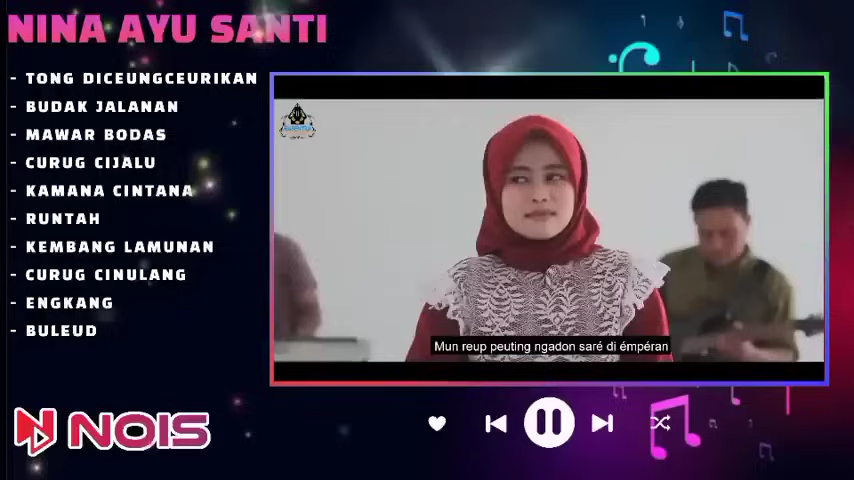 NINA AYU SANTI
- TONG DICEUNGCEURIKAN
- BUDAK JALANAN
- MAWAR BODAS
- CURUG CIJALU
- KAMANA CINTANA
- RUNTAH
- KEMBANG LAMUNAN
- CURUG CINULANG
- ENGKANG
- BULEUD
Mun reup peuting ngadon saré di émpéran
NOIS